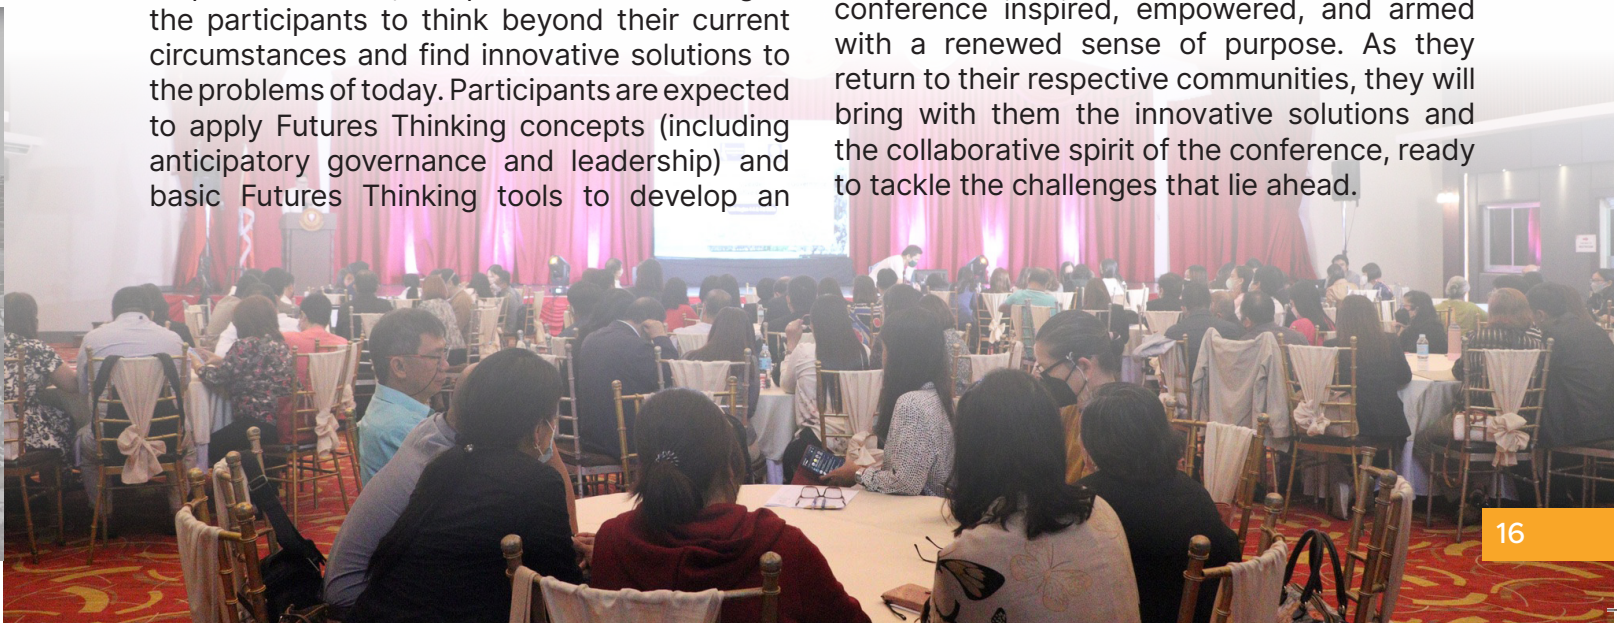 the participants to think beyond their current
circumstances and find innovative solutions to
the problems of today. Participants are expected
to apply Futures Thinking concepts (including
anticipatory governance and leadership) and
basic Futures Thinking tools to develop an
conference inspired, empowered, and armed
with a renewed sense of purpose. As they
return to their respective communities, they will
bring with them the innovative solutions and
the collaborative spirit of the conference, ready
to tackle the challenges that lie ahead.
16